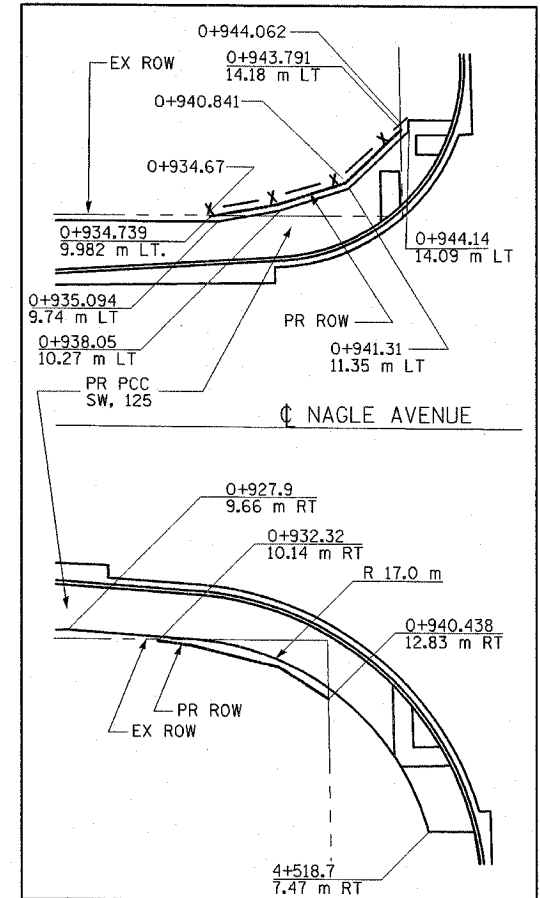 0+944.062
EX ROW
0+943.791
14.18 m LT
0+940.841
0+934.67
0+934.739
9.982 m LT.
0+944.14
14.09 m LT
0+935.094
9.74 m LT
PR ROW
0+938.05
10.27 m LT
0+941.31
11.35 m LT
PR PCC
SW, 125
℄ NAGLE AVENUE
0+927.9
9.66 m RT
0+932.32
10.14 m RT
R 17.0 m
0+940.438
12.83 m RT
PR ROW
EX ROW
4+518.7
7.47 m RT